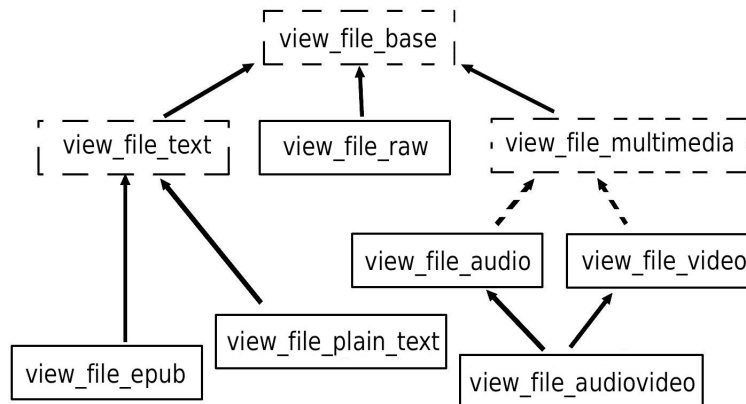 view_file_base
view_file_text
view_file_raw
view_file_multimedia
view_file_audio
view_file_video
view_file_plain_text
view_file_epub
view_file_audiovideo